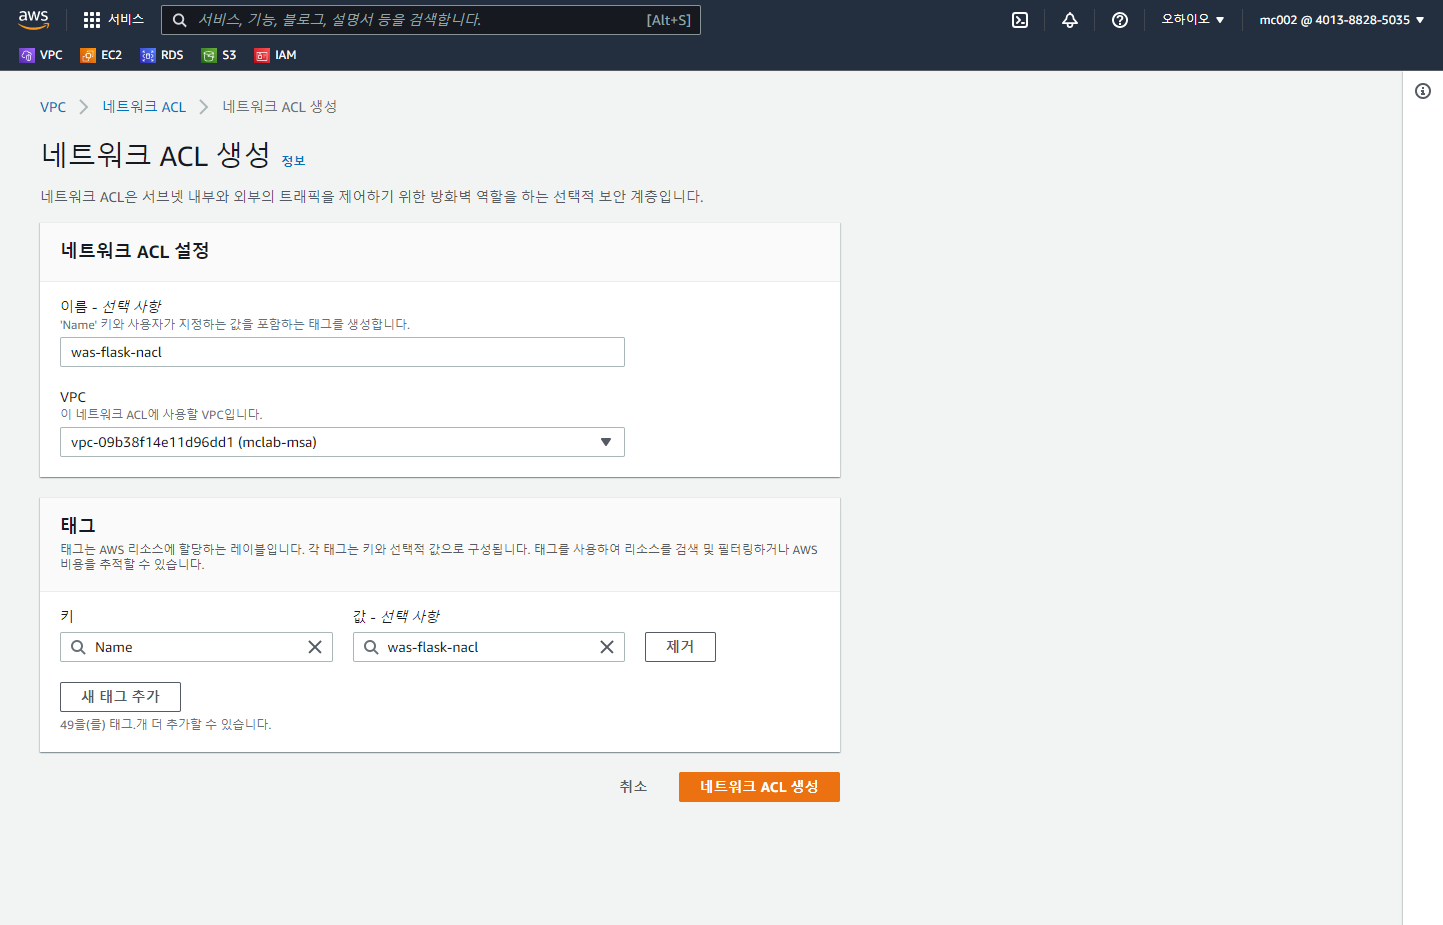 aws
서비스
서비스, 기능, 블로그, 설명서 등을 검색합니다.
[Alt+S]
오하이오
mc002 @ 4013-8828-5035
VPC
EC2
RDS
S3
IAM
VPC
네트워크 ACL
네트워크 ACL 생성
네트워크 ACL 생성 정보
네트워크 ACL은 서브넷 내부와 외부의 트래픽을 제어하기 위한 방화벽 역할을 하는 선택적 보안 계층입니다.
네트워크 ACL 설정
이름 - 선택 사항
'Name' 키와 사용자가 지정하는 값을 포함하는 태그를 생성합니다.
was-flask-nacl
VPC
이 네트워크 ACL에 사용할 VPC입니다.
vpc-09b38f14e11d96dd1 (mclab-msa)
태그
태그는 AWS 리소스에 할당하는 레이블입니다. 각 태그는 키와 선택적 값으로 구성됩니다. 태그를 사용하여 리소스를 검색 및 필터링하거나 AWS
비용을 추적할 수 있습니다.
키
값 - 선택 사항
Name
was-flask-nacl
제거
새 태그 추가
49을(를) 태그.개 더 추가할 수 있습니다.
취소
네트워크 ACL 생성